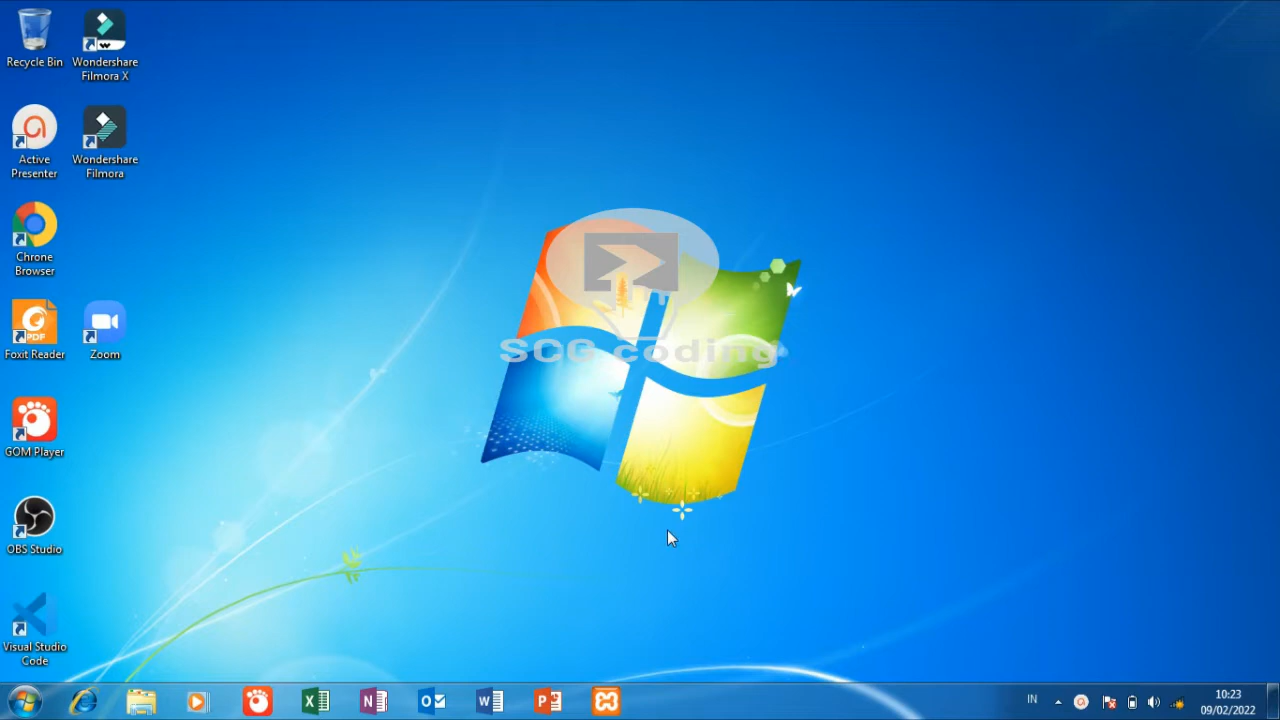 Recycle Bin
Wondershare
Filmora X
Active
Presenter
Wondershare
Filmora
Chrone
Browser
PDF
Foxit Reader
Zoom
GOM Player
OBS Studio
Visual Studio
Code
SCG coding
X
N
O
W
P
IN
10:23
09/02/2022